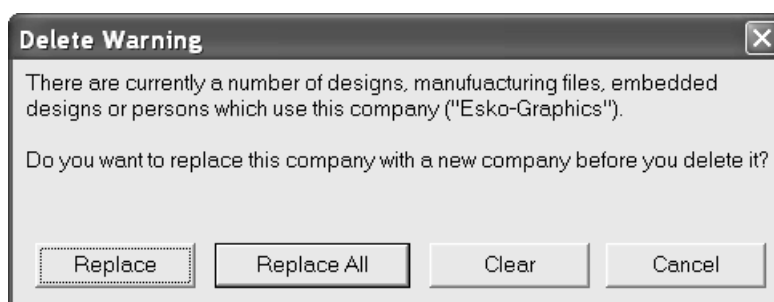 Delete Warning
There are currently a number of designs, manufuacturing files, embedded
designs or persons which use this company ("Esko-Graphics").
Do you want to replace this company with a new company before you delete it?
Replace Replace All Clear Cancel